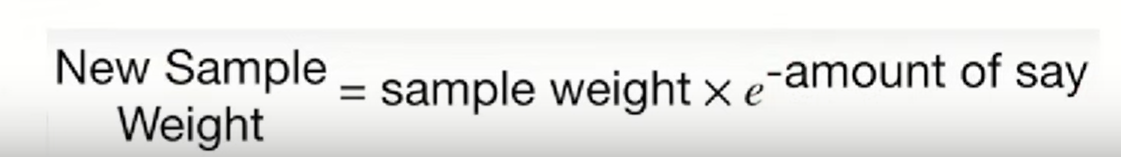 New Sample
Weight = sample weight × e-amount of say